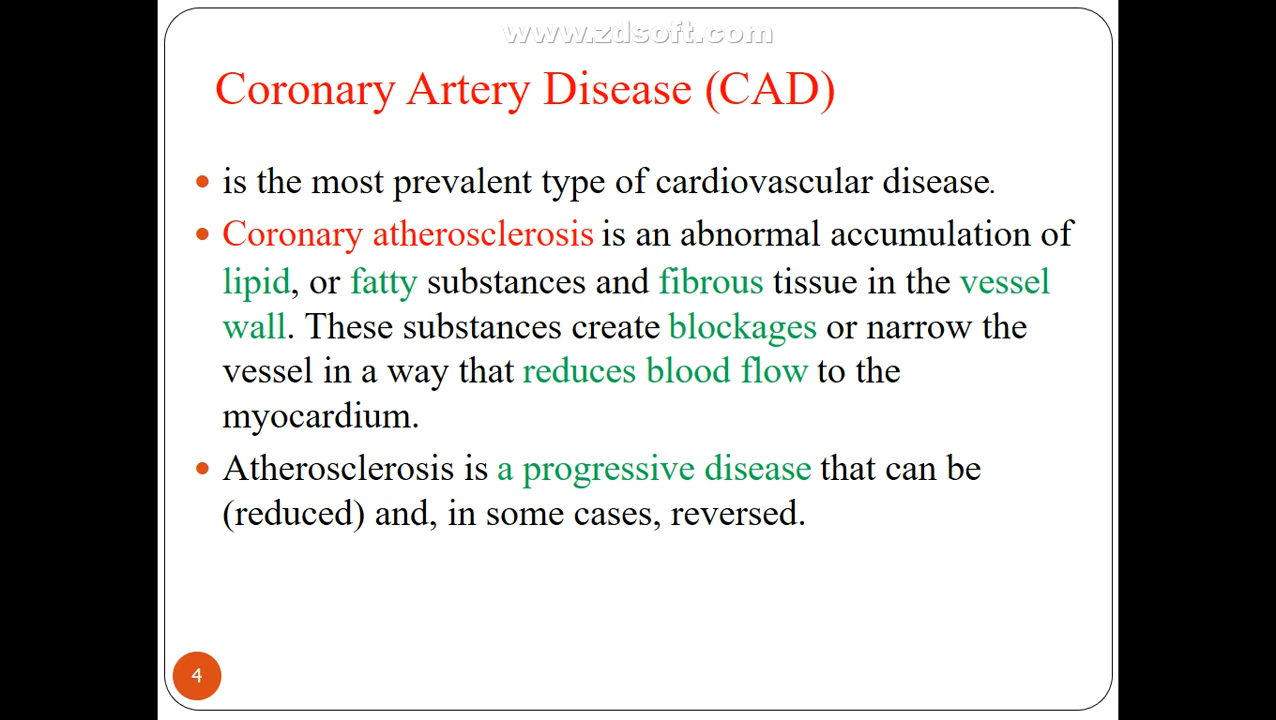 www.zdsoft.com
Coronary Artery Disease (CAD)
• is the most prevalent type of cardiovascular disease.
• Coronary atherosclerosis is an abnormal accumulation of
lipid, or fatty substances and fibrous tissue in the vessel
wall. These substances create blockages or narrow the
vessel in a way that reduces blood flow to the
myocardium.
• Atherosclerosis is a progressive disease that can be
(reduced) and, in some cases, reversed.
4